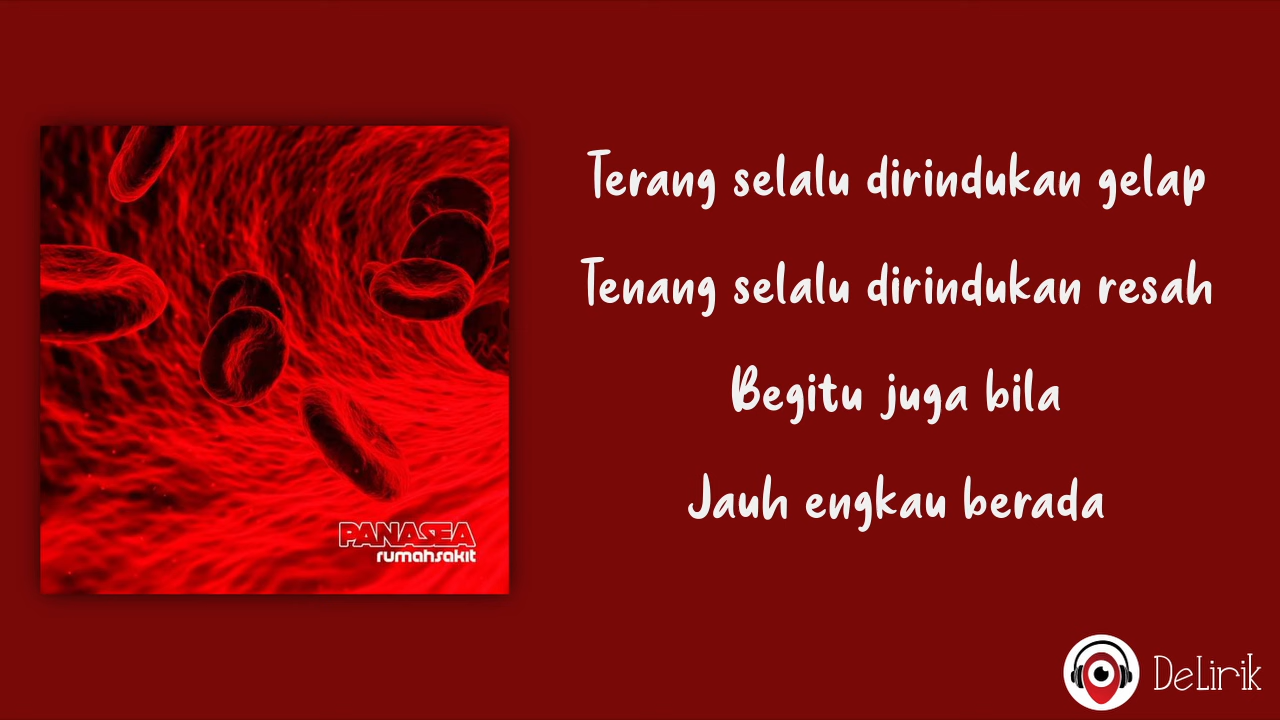 Terang selalu dirindukan gelap
Tenang selalu dirindukan resah
Begitu juga bila
Jauh engkau berada
PANASEA
rumahsakit
DeLirik